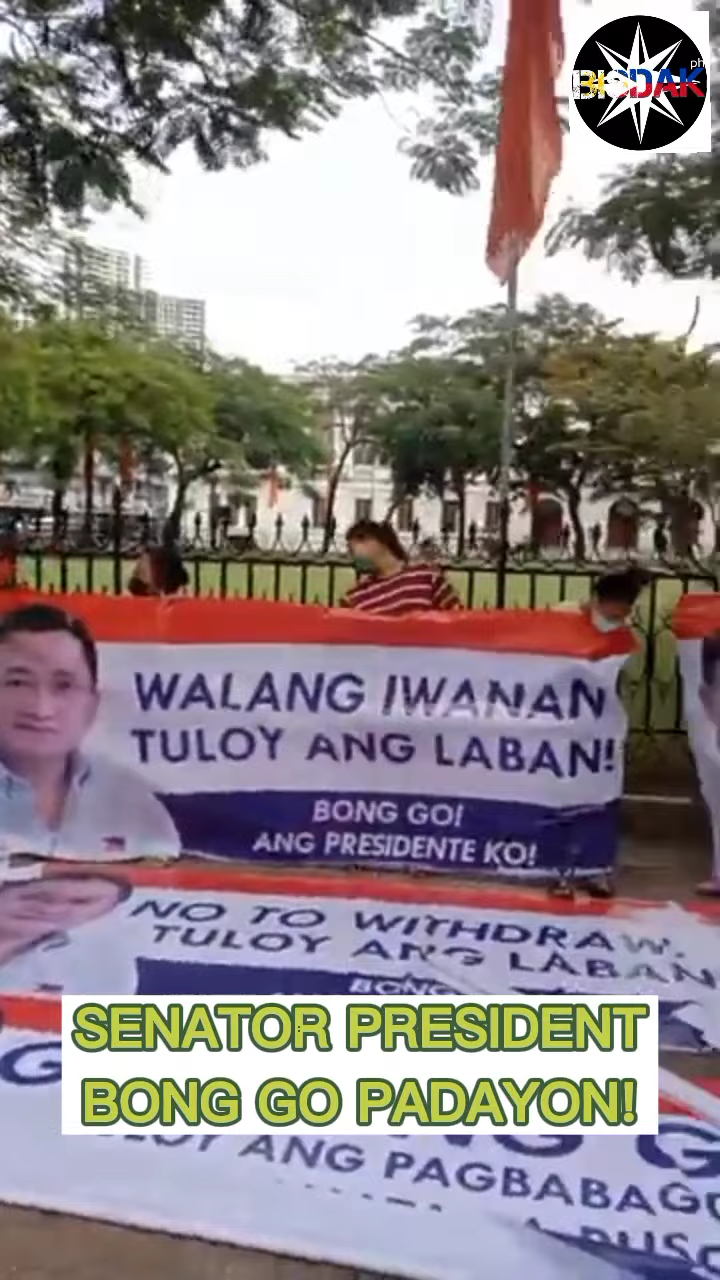 BISDAK
ph
WALANG IWANAN
TULOY ANG LABAN!
BONG GO!
ANG PRESIDENTE KO!
NO TO WITHDRAW.
TULOY ANG LABAN
BONG
SENATOR PRESIDENT
BONG GO PADAYON!
ANG PAGBABAGO